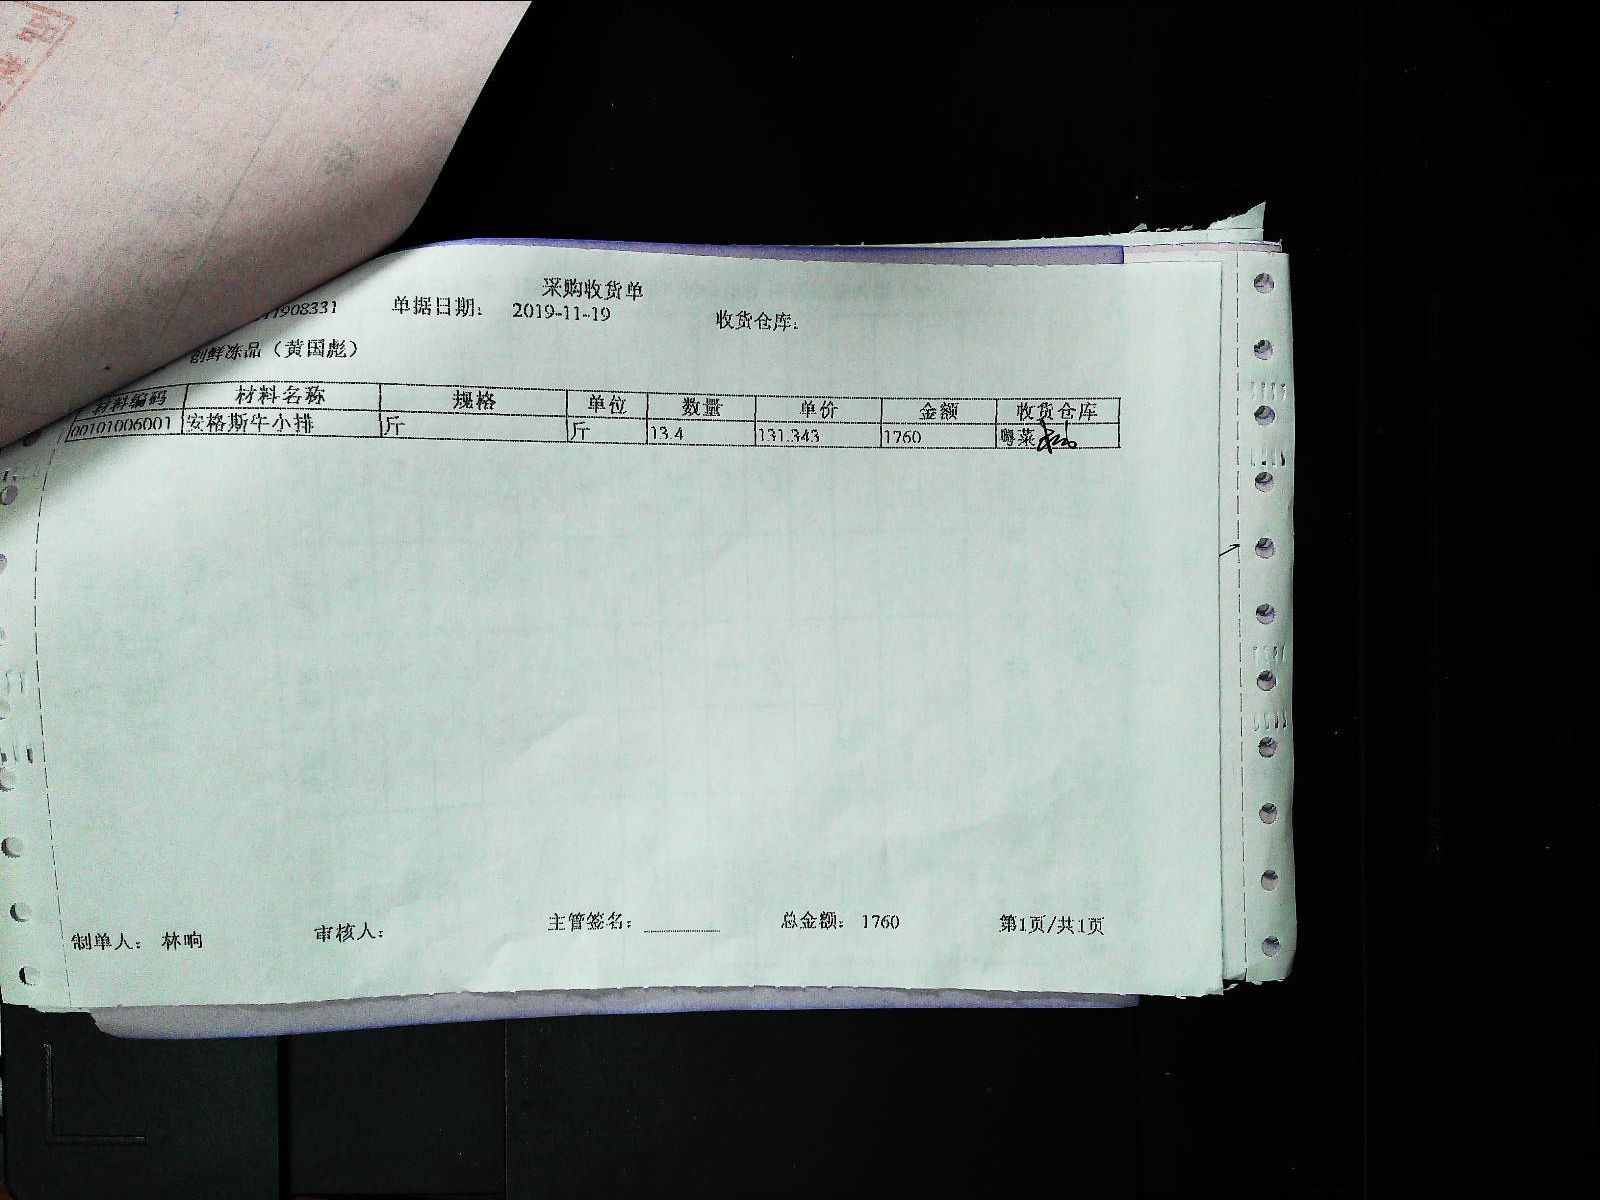 采购收货单
1908331 单据日期： 2019-11-19 收货仓库：
创鲜冻品（黄国彪）
材料编码 材料名称 规格 单位 数量 单价 金额 收货仓库
00101006001 安格斯牛小排 斤 斤 13.4 131.343 1760 粤菜
制单人： 林响 审核人： 主管签名： 总金额： 1760 第1页/共1页